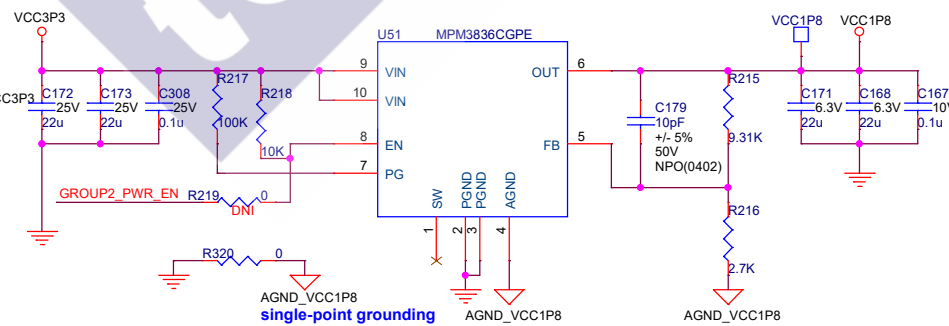 VCC3P3
VCC1P8
VCC1P8
U51
MPM3836CGPE
9
VIN
10
VIN
8
EN
7
PG
OUT
6
FB
5
SW
PGND
PGND
AGND
1
2
3
4
C3P3
C172
25V
22u
C173
25V
22u
C308
25V
0.1u
R217
100K
R218
10K
GROUP2_PWR_EN
R219
0
DNI
R320
0
AGND_VCC1P8
single-point grounding
AGND_VCC1P8
C179
10pF
+/- 5%
50V
NPO(0402)
R215
9.31K
R216
2.7K
AGND_VCC1P8
C171
6.3V
22u
C168
6.3V
22u
C167
10V
0.1u